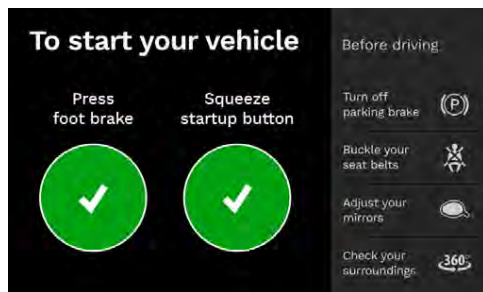 To start your vehicle
Press
foot brake
Squeeze
startup button
Before driving
Turn off
parking brake
(P)
Buckle your
seat belts
Adjust your
mirrors
Check your
surroundings
360°